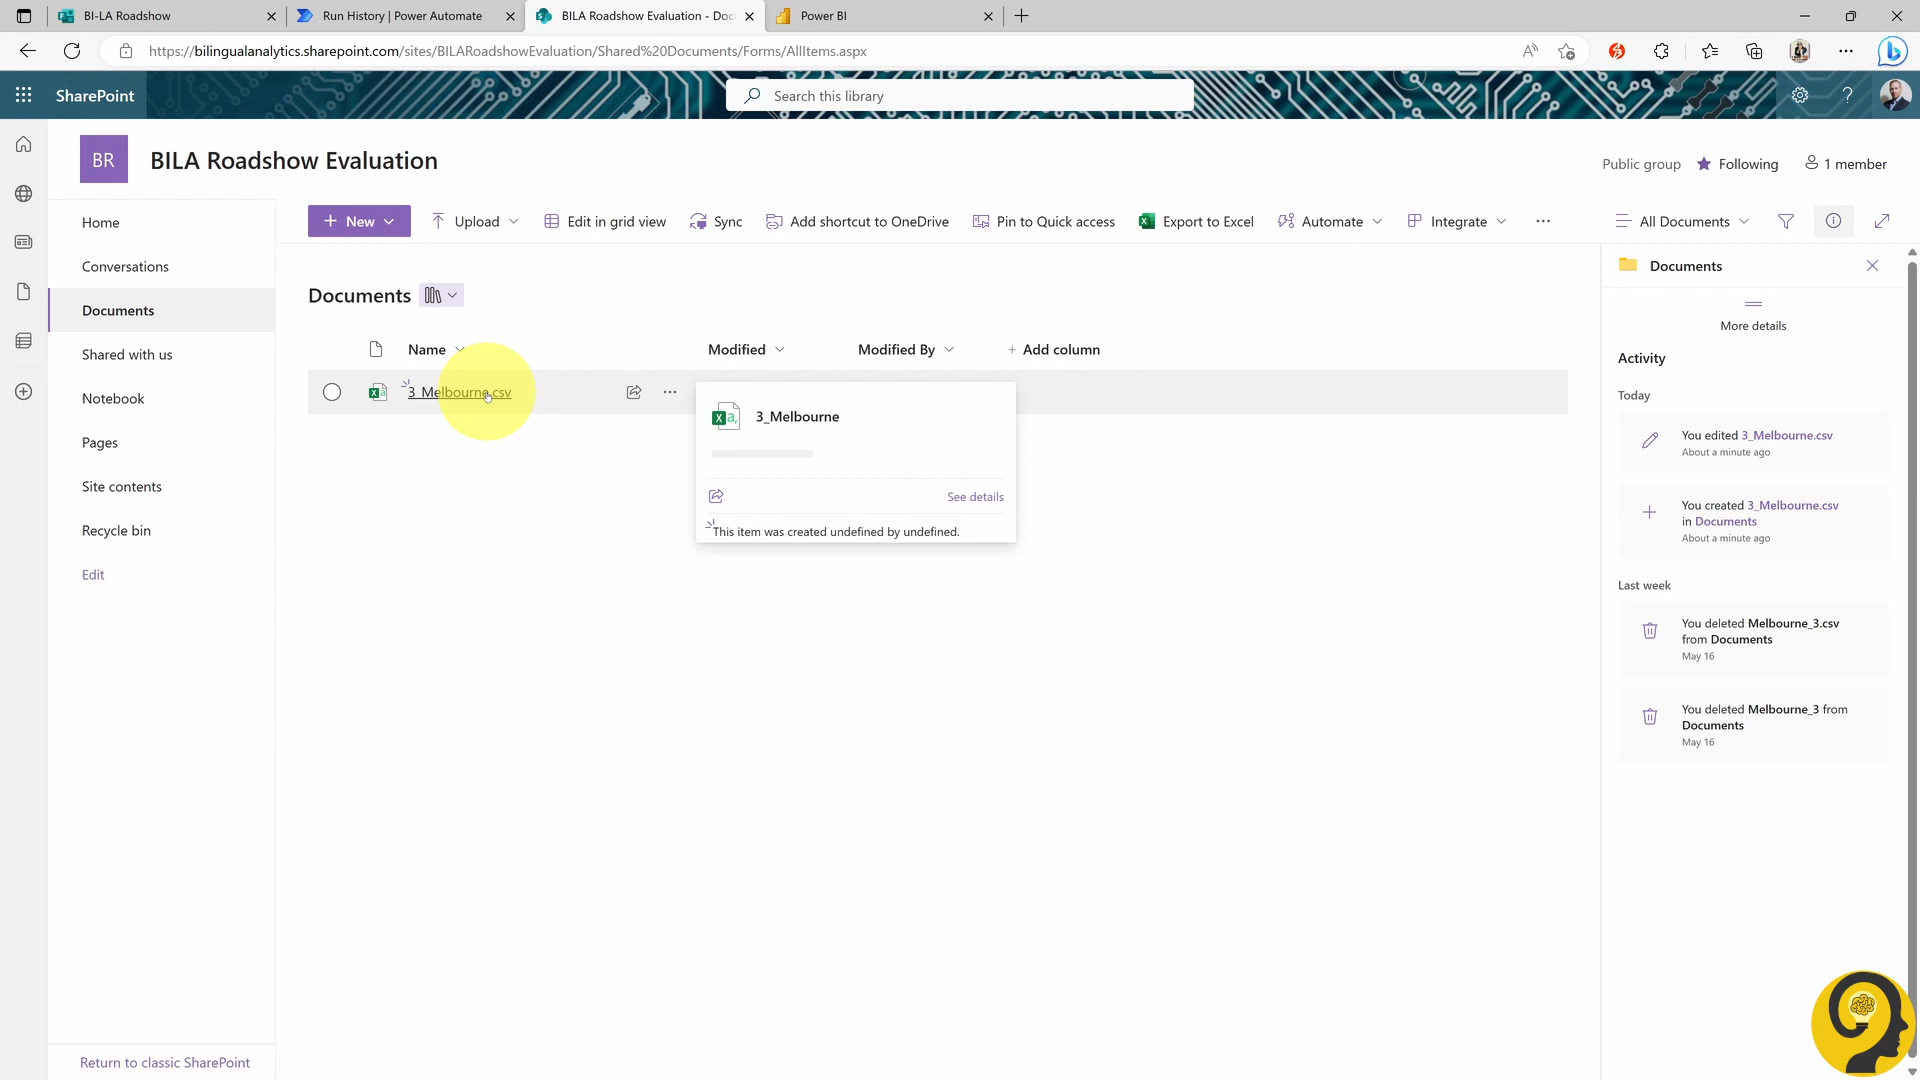 BI-LA Roadshow
Run History | Power Automate
BILA Roadshow Evaluation - Doc
Power BI
https://bilingualanalytics.sharepoint.com/sites/BILARoadshowEvaluation/Shared%20Documents/Forms/AllItems.aspx
SharePoint
Search this library
BR
BILA Roadshow Evaluation
Public group
Following
1 member
Home
Conversations
Documents
Shared with us
Notebook
Pages
Site contents
Recycle bin
Edit
Return to classic SharePoint
+ New
Upload
Edit in grid view
Sync
Add shortcut to OneDrive
Pin to Quick access
Export to Excel
Automate
Integrate
...
All Documents
Documents
Name
Modified
Modified By
+ Add column
3_Melbourne.csv
...
3_Melbourne
See details
This item was created undefined by undefined.
Documents
More details
Activity
Today
You edited 3_Melbourne.csv
About a minute ago
You created 3_Melbourne.csv
in Documents
About a minute ago
Last week
You deleted Melbourne_3.csv
from Documents
May 16
You deleted Melbourne_3 from
Documents
May 16